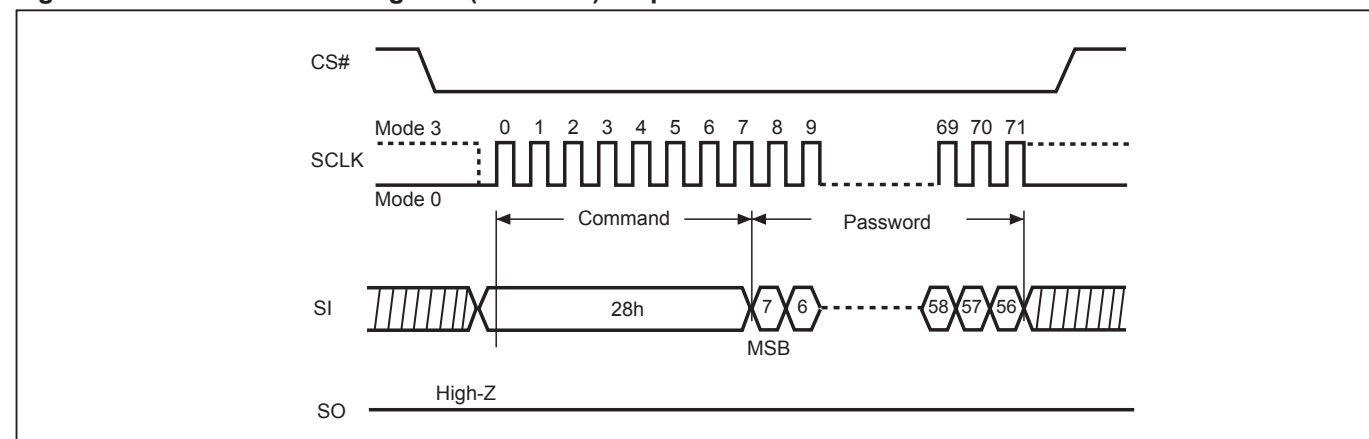 CS#
Mode 3
0 1 2 3 4 5 6 7 8 9 69 70 71
SCLK
Mode 0
Command Password
SI 28h 7 6 58 57 56
MSB
High-Z
SO